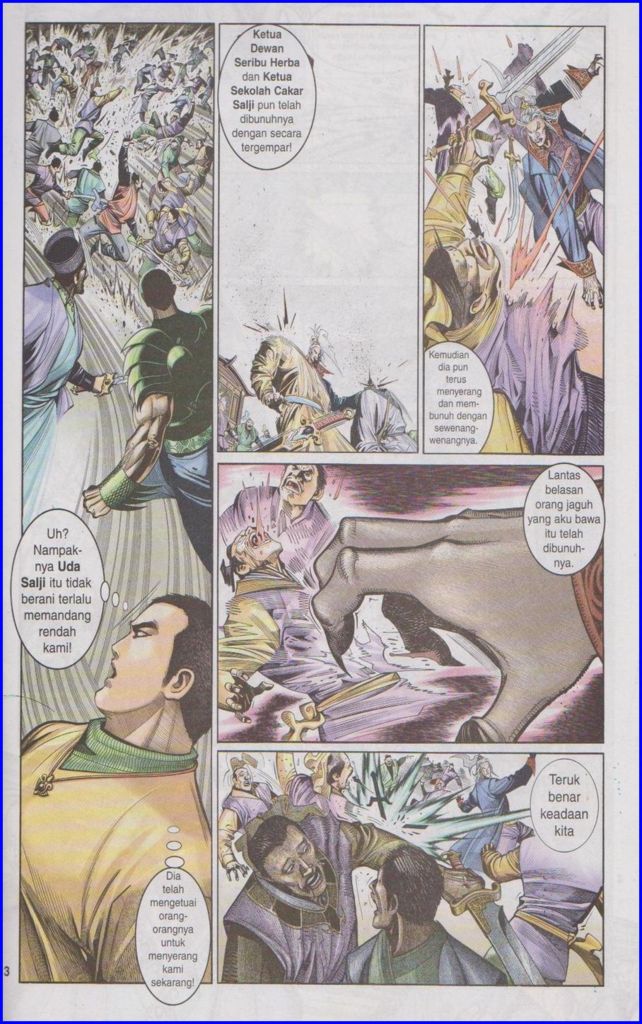 Uh?
Nampak-
nya Uda
Salji itu tidak
berani terlalu
memandang
rendah
kami!
Dia
telah
mengetuai
orang-
orangnya
untuk
menyerang
kami
sekarang!
Ketua
Dewan
Seribu Herba
dan Ketua
Sekolah Cakar
Salji pun telah
dibunuhnya
dengan secara
tergempar!
Kemudian
dia pun
terus
menyerang
dan mem-
bunuh dengan
sewenang-
wenangnya.
Lantas
belasan
orang jaguh
yang aku bawa
itu telah
dibunuh-
nya.
Teruk
benar
keadaan
kita
3